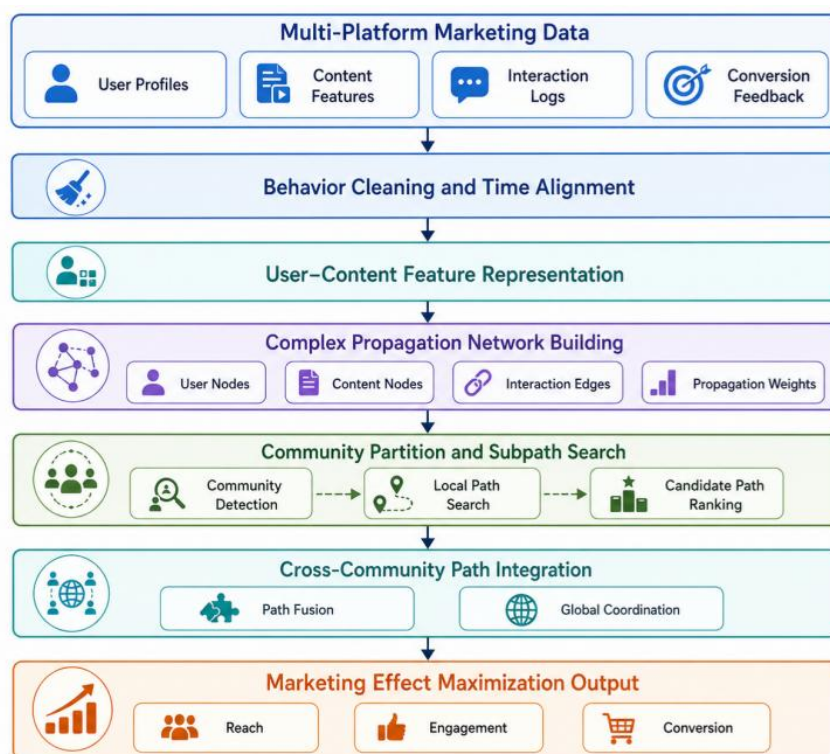 Multi-Platform Marketing Data
User Profiles
Content
Features
Interaction
Logs
Conversion
Feedback
Behavior Cleaning and Time Alignment
User–Content Feature Representation
Complex Propagation Network Building
User Nodes
Content Nodes
Interaction Edges
Propagation Weights
Community Partition and Subpath Search
Community
Detection
Local Path
Search
Candidate Path
Ranking
Cross-Community Path Integration
Path Fusion
Global Coordination
Marketing Effect Maximization Output
Reach
Engagement
Conversion